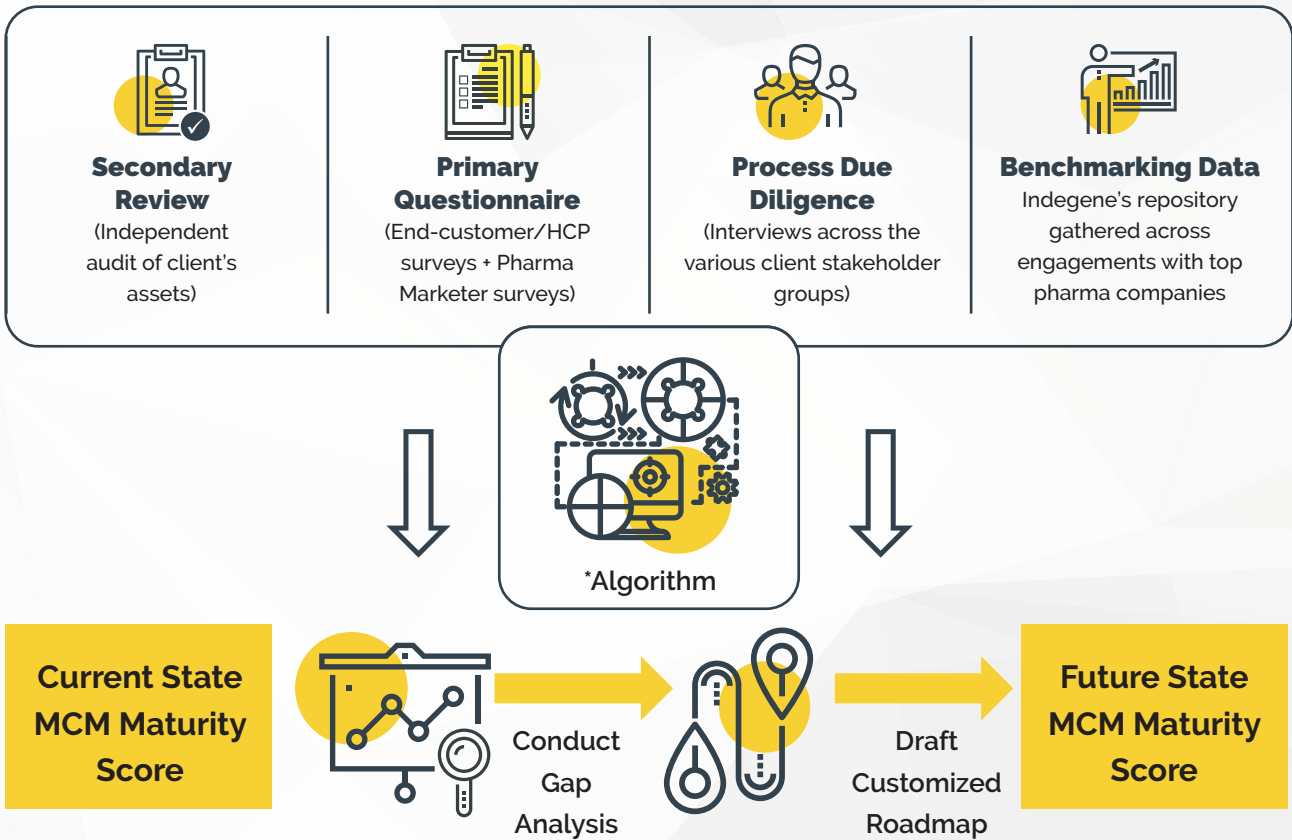 Secondary
Review
(Independent
audit of client's
assets)
Primary
Questionnaire
(End-customer/HCP
surveys + Pharma
Marketer surveys)
Process Due
Diligence
(Interviews across the
various client stakeholder
groups)
Benchmarking Data
Indegene's repository
gathered across
engagements with top
pharma companies
*Algorithm
Current State
MCM Maturity
Score
Conduct
Gap
Analysis
Draft
Customized
Roadmap
Future State
MCM Maturity
Score